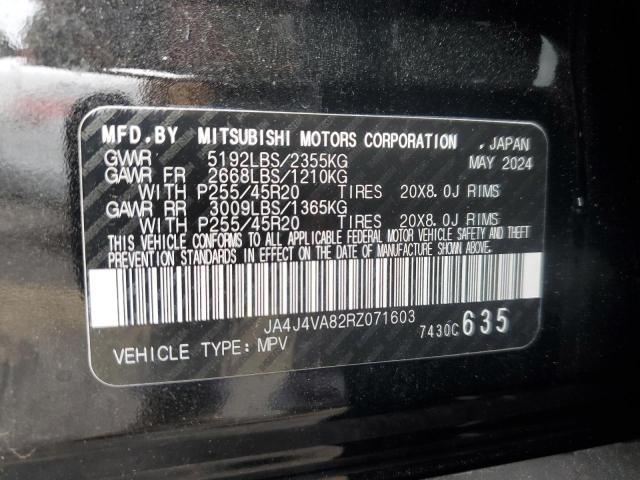 MFD.BY MITSUBISHI MOTORS CORPORATION , JAPAN
GVWR 5192LBS/2355KG MAY 2024
GAWR FR 2668LBS/1210KG
WITH P255/45R20 TIRES 20X8.0J RIMS
GAWR RR 3009LBS/1365KG
WITH P255/45R20 TIRES 20X8.0J RIMS
THIS VEHICLE CONFORMS TO ALL APPLICABLE FEDERAL MOTOR VEHICLE SAFETY AND THEFT
PREVENTION STANDARDS IN EFFECT ON THE DATE OF MANUFACTURE SHOWN ABOVE.
JA4J4VA82RZ071603
7430C 635
VEHICLE TYPE: MPV